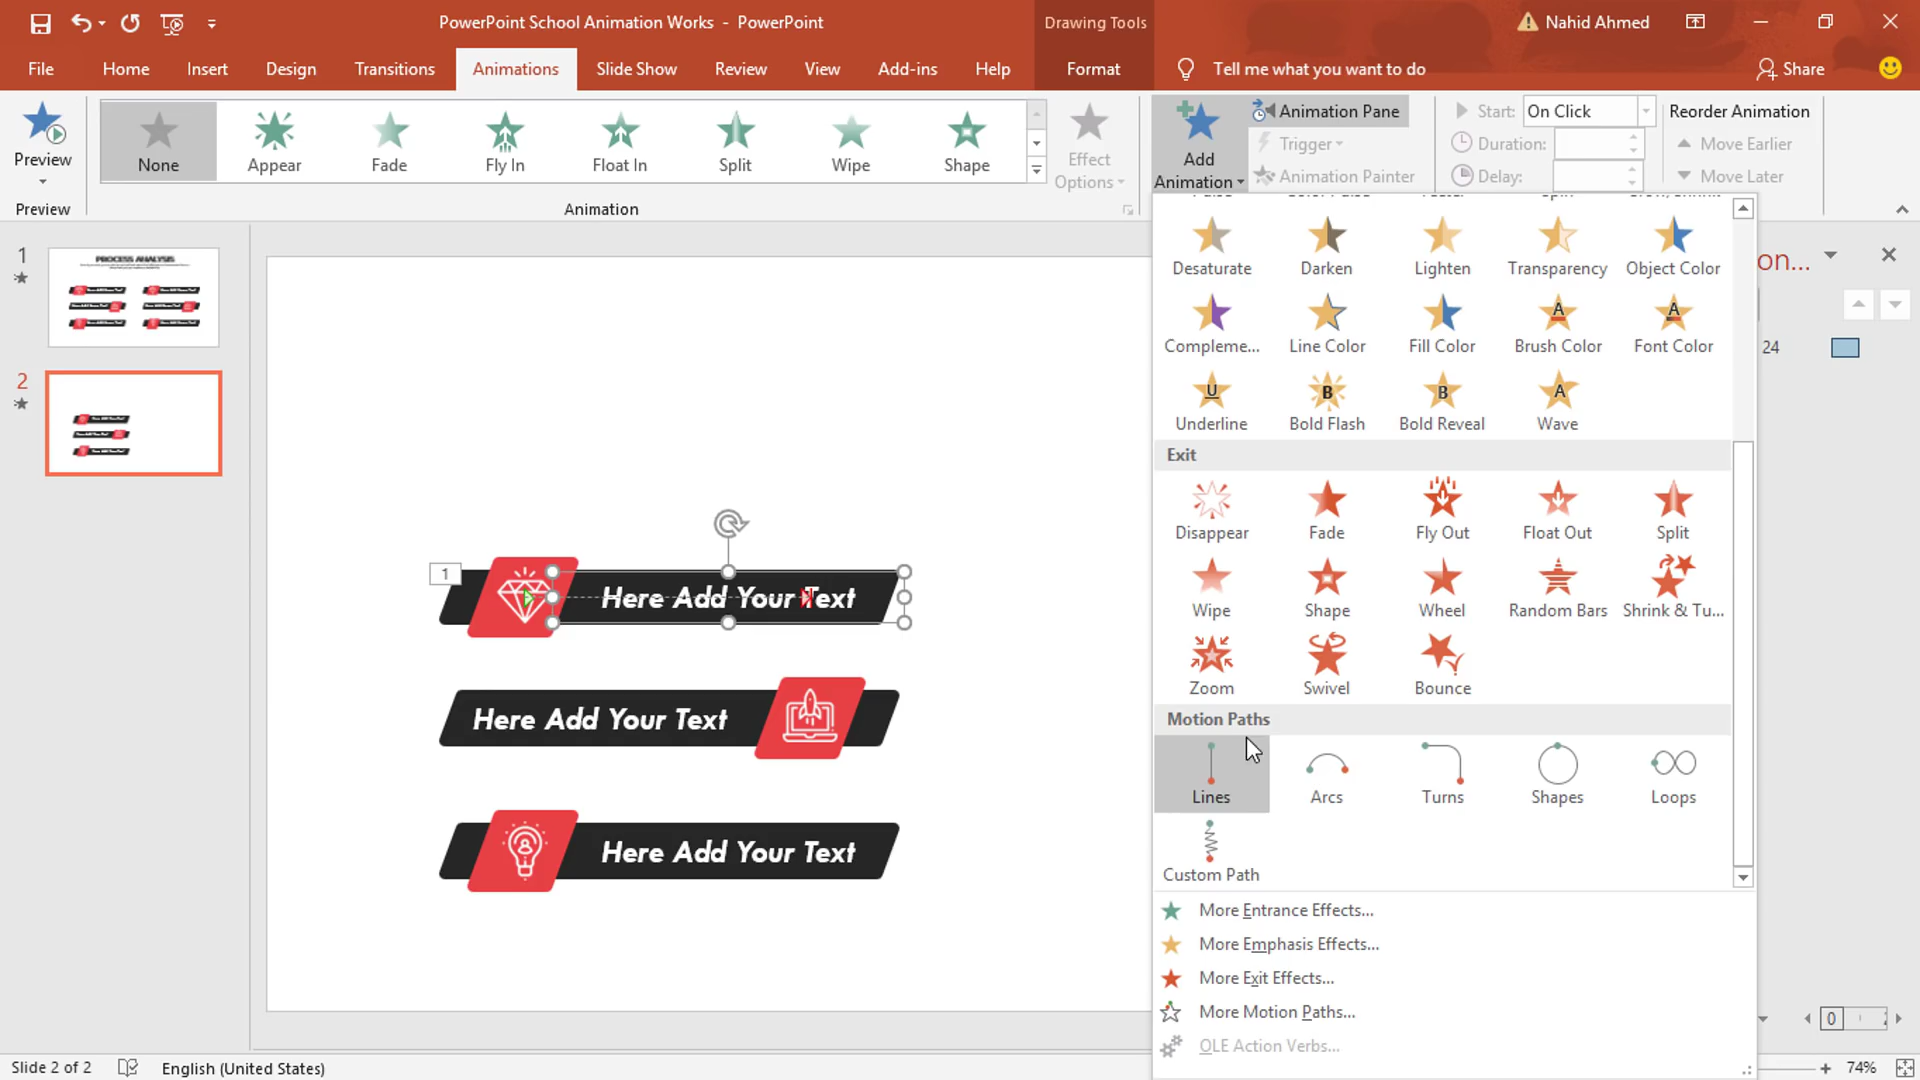 PowerPoint School Animation Works - PowerPoint
Drawing Tools
Nahid Ahmed
File
Home
Insert
Design
Transitions
Animations
Slide Show
Review
View
Add-ins
Help
Format
Tell me what you want to do
Share
Preview
Preview
None
Appear
Fade
Fly In
Float In
Split
Wipe
Shape
Animation
Effect
Options
Add
Animation
Animation Pane
Trigger
Animation Painter
Start: On Click
Duration:
Delay:
Reorder Animation
Move Earlier
Move Later
1
PROCESS ANALYSIS
2
1
Here Add Your Text
Here Add Your Text
Here Add Your Text
Desaturate
Darken
Lighten
Transparency
Object Color
Compleme...
Line Color
Fill Color
Brush Color
Font Color
Underline
Bold Flash
Bold Reveal
Wave
Exit
Disappear
Fade
Fly Out
Float Out
Split
Wipe
Shape
Wheel
Random Bars
Shrink & Tu...
Zoom
Swivel
Bounce
Motion Paths
Lines
Arcs
Turns
Shapes
Loops
Custom Path
More Entrance Effects...
More Emphasis Effects...
More Exit Effects...
More Motion Paths...
OLE Action Verbs...
on...
24
0
Slide 2 of 2
English (United States)
74%